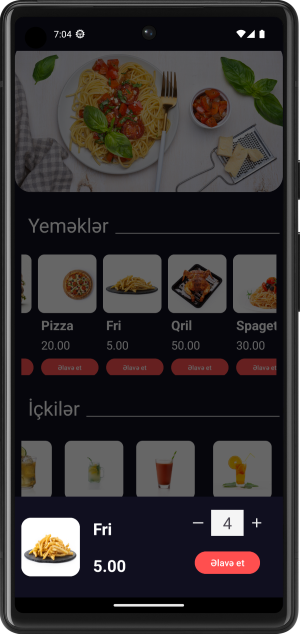 7:04
Yeməklər
Pizza Fri Qril Spaget
20.00 5.00 50.00 30.00
Əlavə et Əlavə et Əlavə et Əlavə et
İçkilər
Fri
− 4 +
5.00
Əlavə et